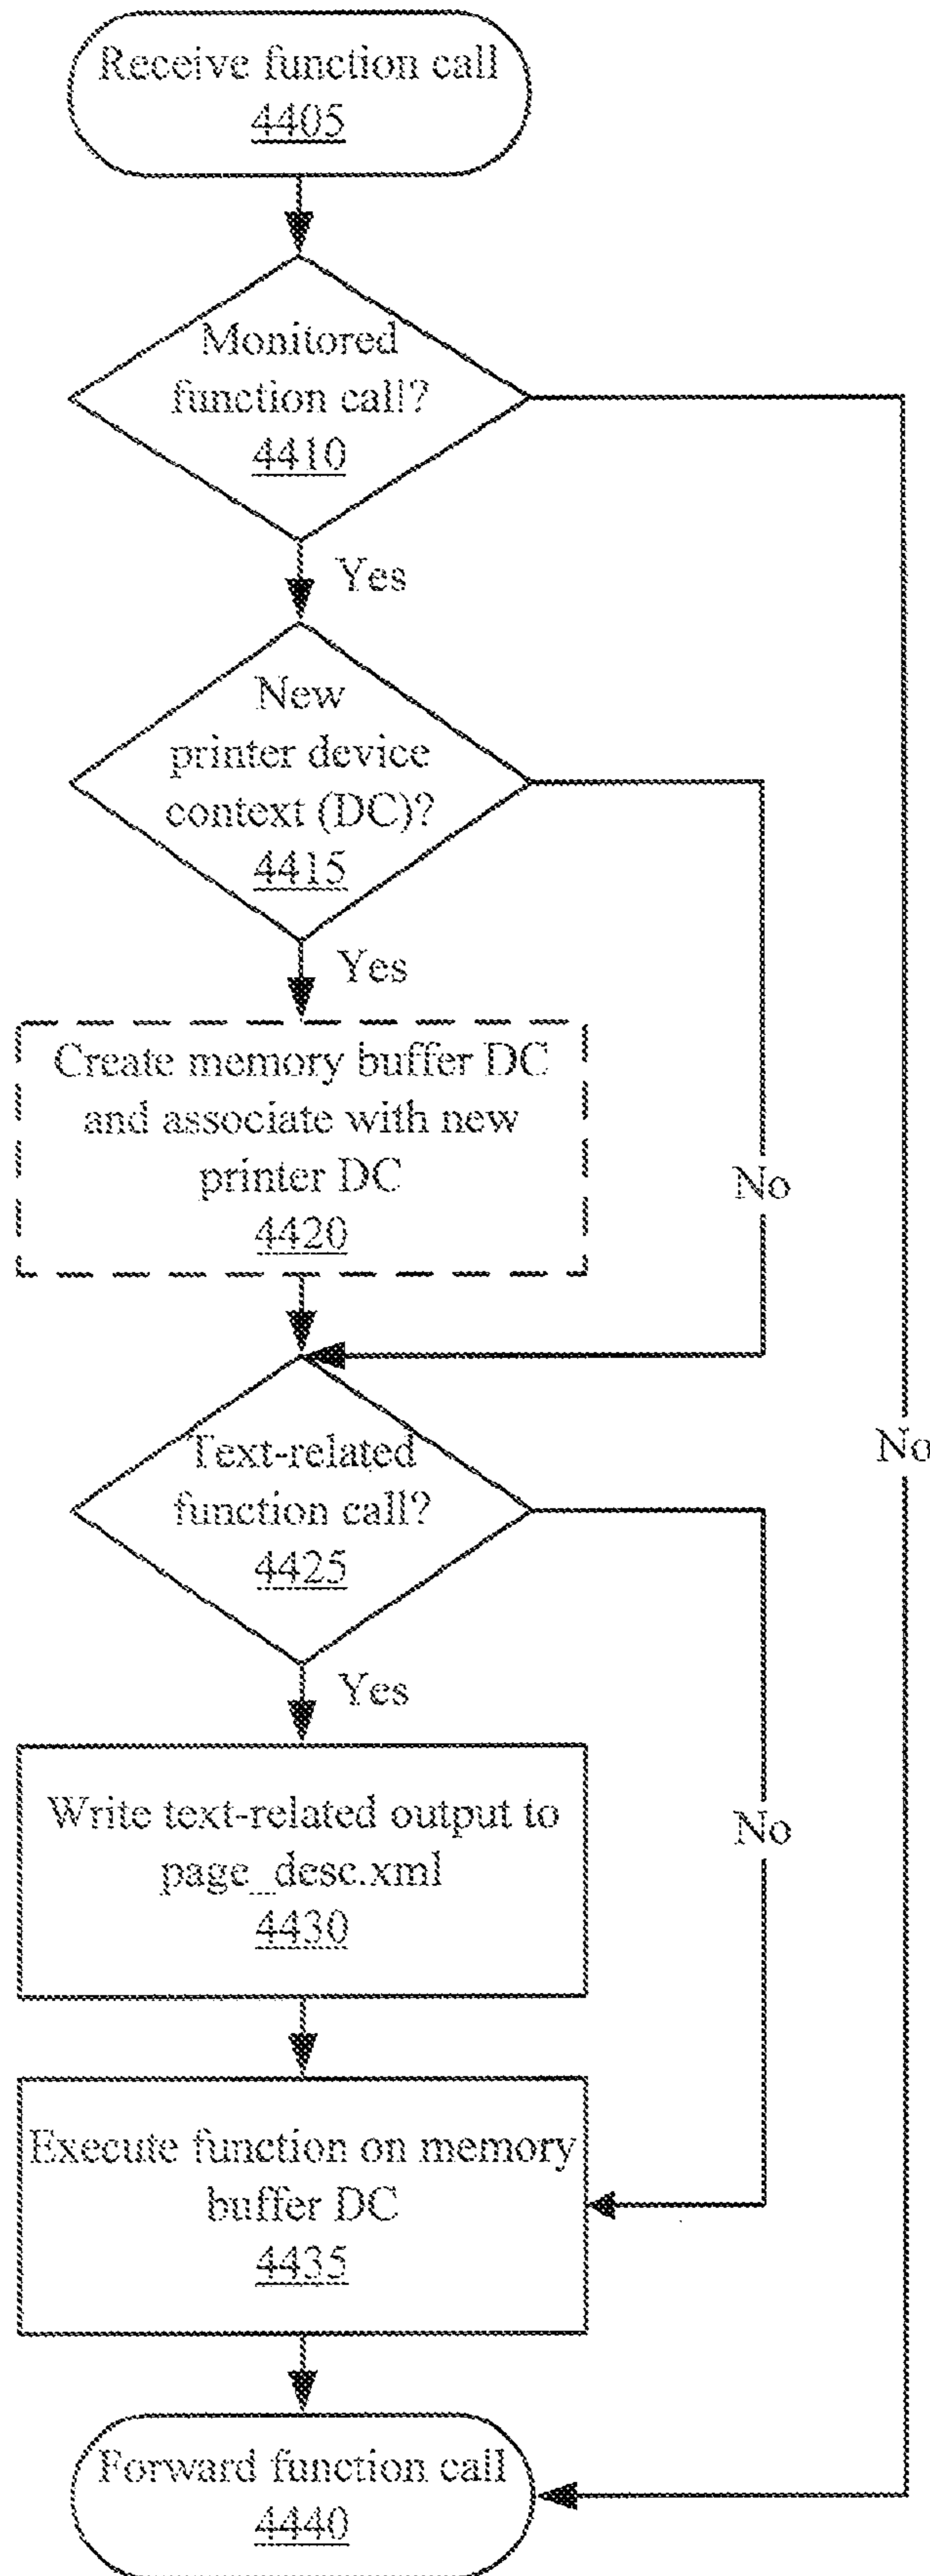 Receive function call
4405
Monitored
function call?
4410
Yes
New
printer device
context (DC)?
4415
Yes
Create memory buffer DC
and associate with new
printer DC
4420
No
No
Text-related
function call?
4425
Yes
Write text-related output to
page_desc.xml
4430
No
Execute function on memory
buffer DC
4435
Forward function call
4440